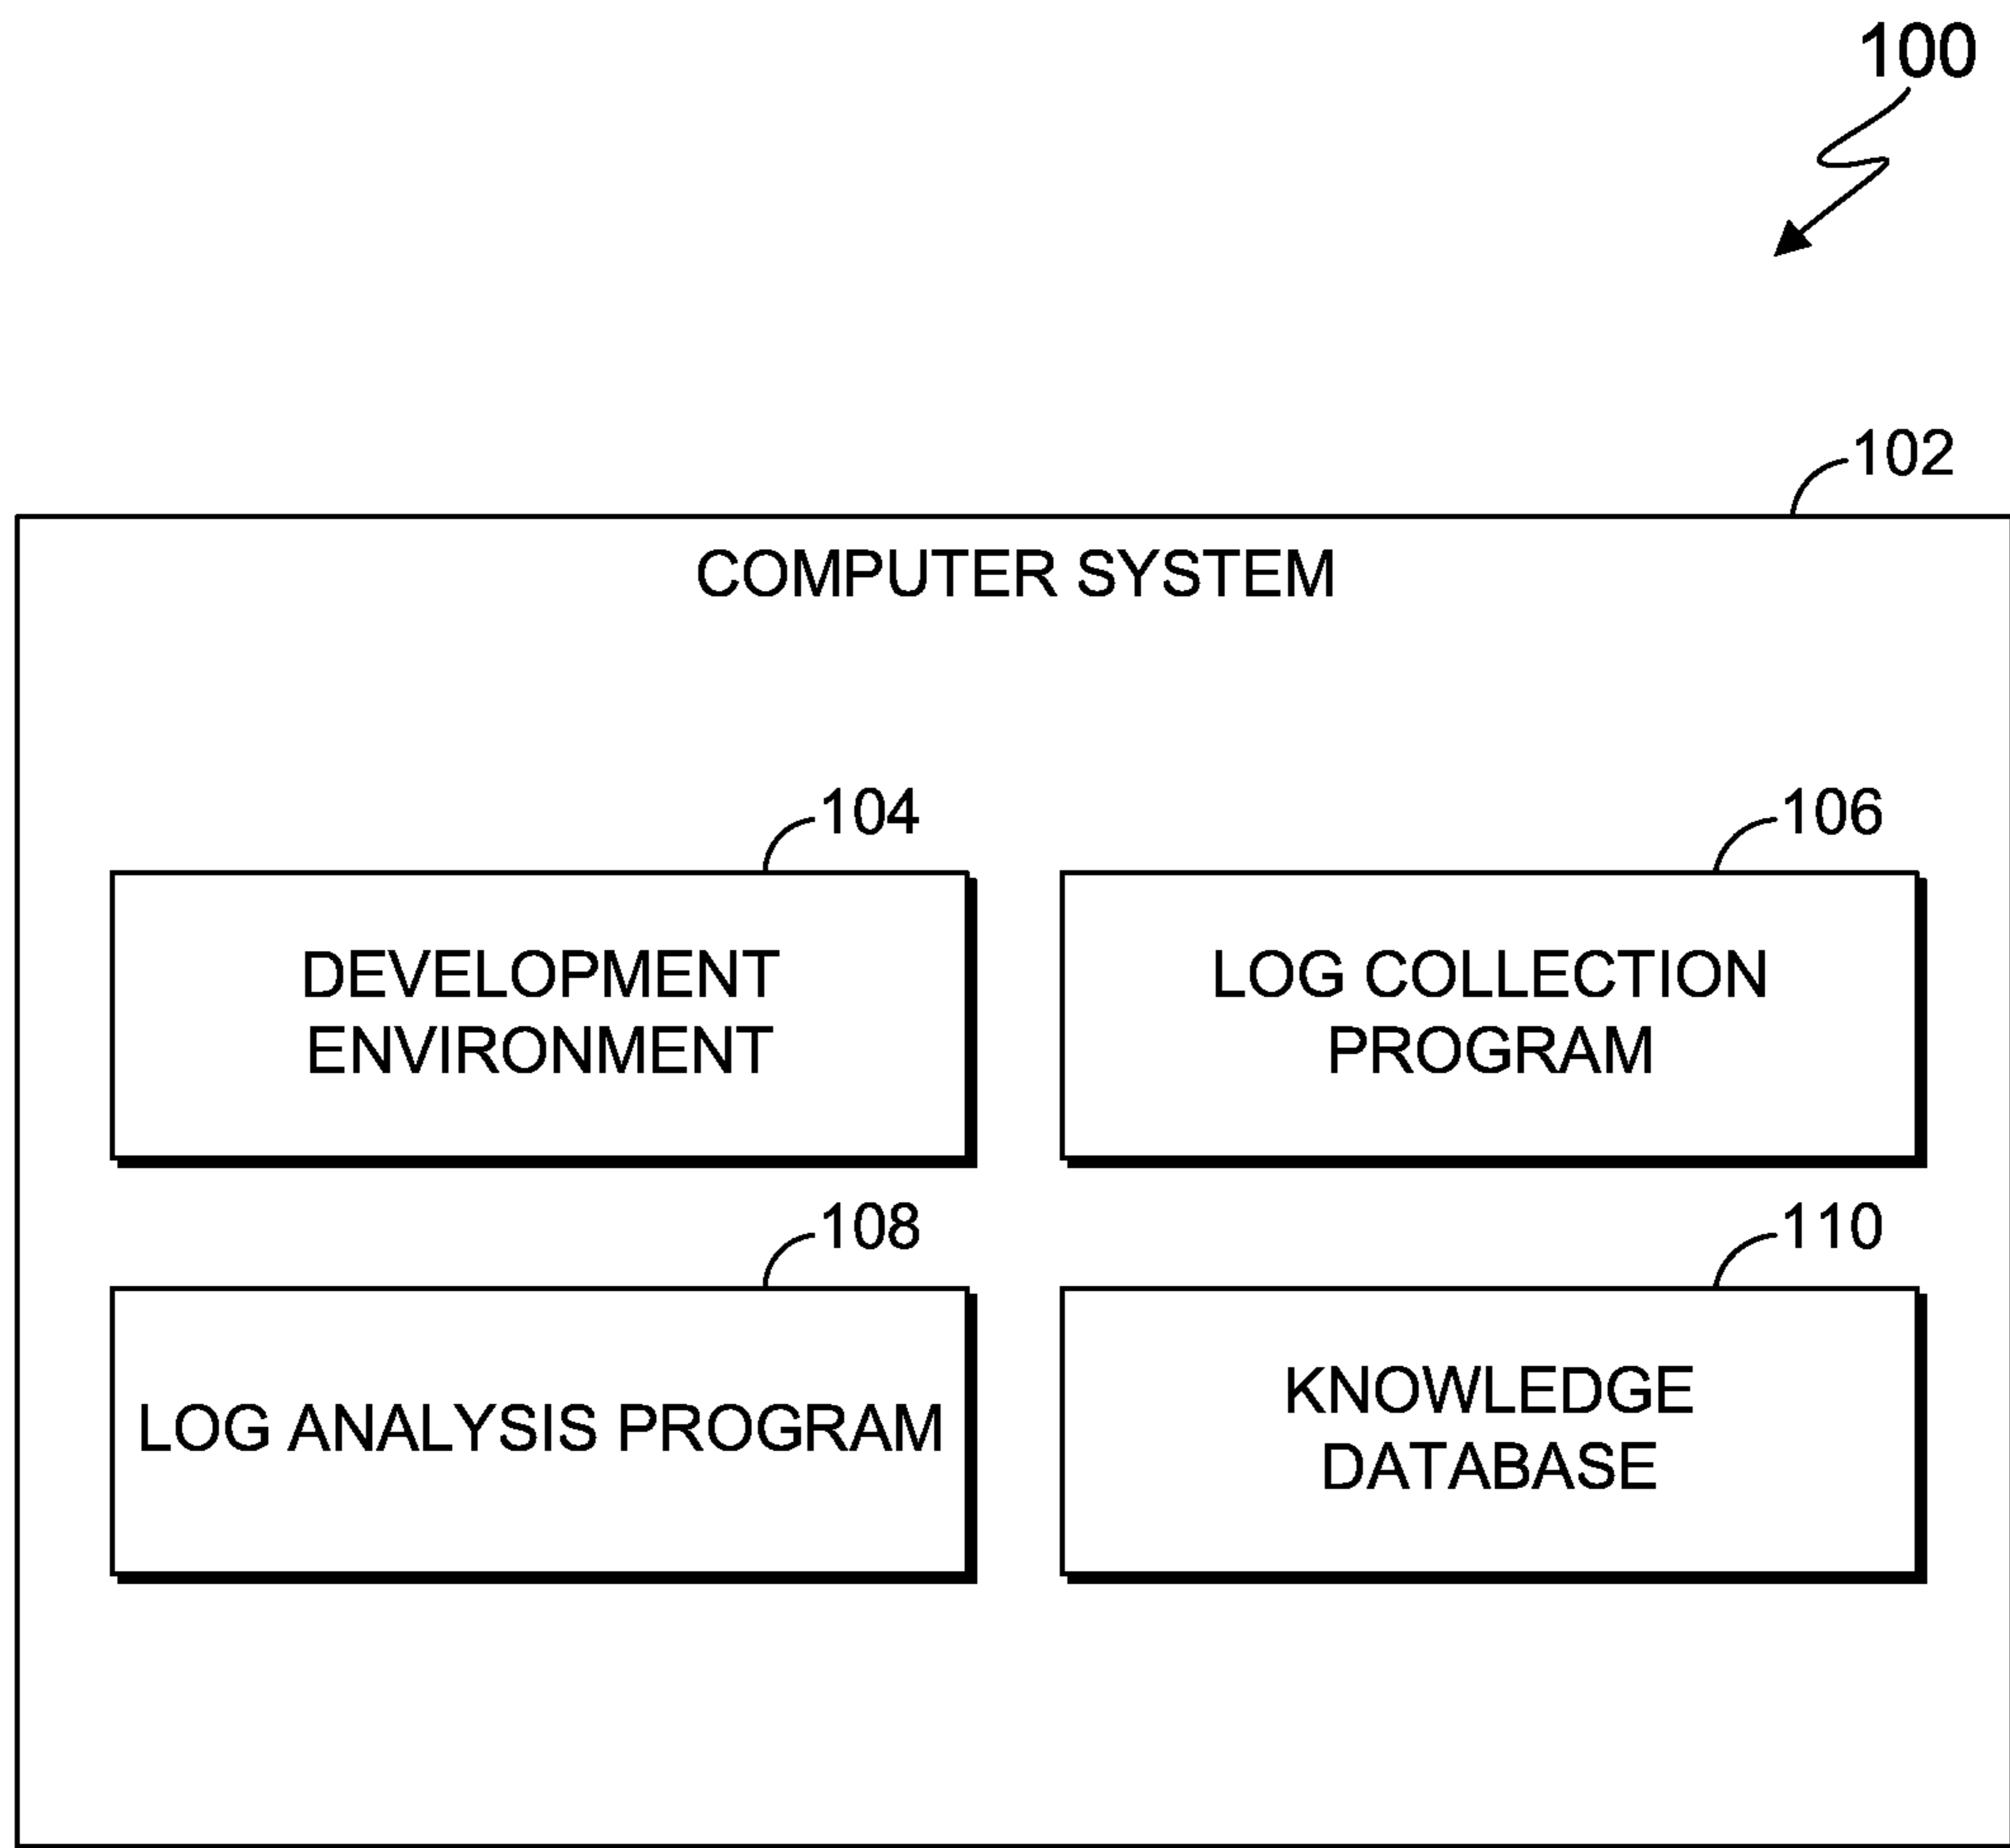 100
102
COMPUTER SYSTEM
104
106
DEVELOPMENT
ENVIRONMENT
LOG COLLECTION
PROGRAM
108
110
LOG ANALYSIS PROGRAM
KNOWLEDGE
DATABASE